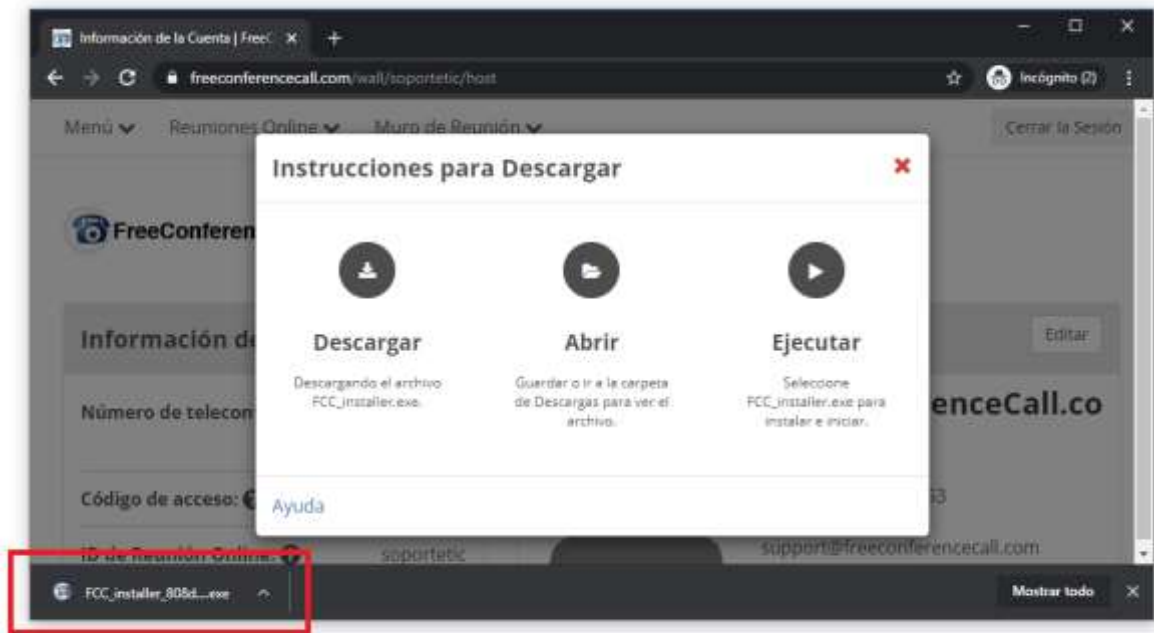 Información de la Cuenta | FreeC
freeconferencecall.com/wall/soportetic/host
Incógnito (2)
Menú
Reuniones Online
Muro de Reunión
Cerrar la Sesión
Instrucciones para Descargar
FreeConferen
Información de
Editar
Descargar
Abrir
Ejecutar
Descargando el archivo
FCC_installer.exe.
Guardar o ir a la carpeta
de Descargas para ver el
archivo.
Seleccione
FCC_installer.exe para
instalar e iniciar.
Número de telecon
enceCall.co
Código de acceso:
Ayuda
ID de Reunión Online:
soportetic
support@freeconferencecall.com
FCC_installer_808d....exe
Mostrar todo